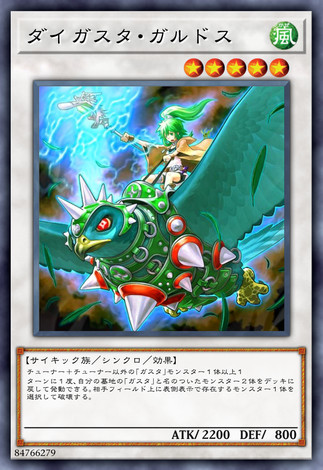 ダイガスタ・ガルドス
風
【サイキック族／シンクロ／効果】
チューナー＋チューナー以外の「ガスタ」モンスター１体以上１
ターンに１度、自分の墓地の「ガスタ」と名のついたモンスター２体をデッキに
戻して発動できる。相手フィールド上に表側表示で存在するモンスター１体を
選択して破壊する。
ATK/ 2200 DEF/ 800
84766279